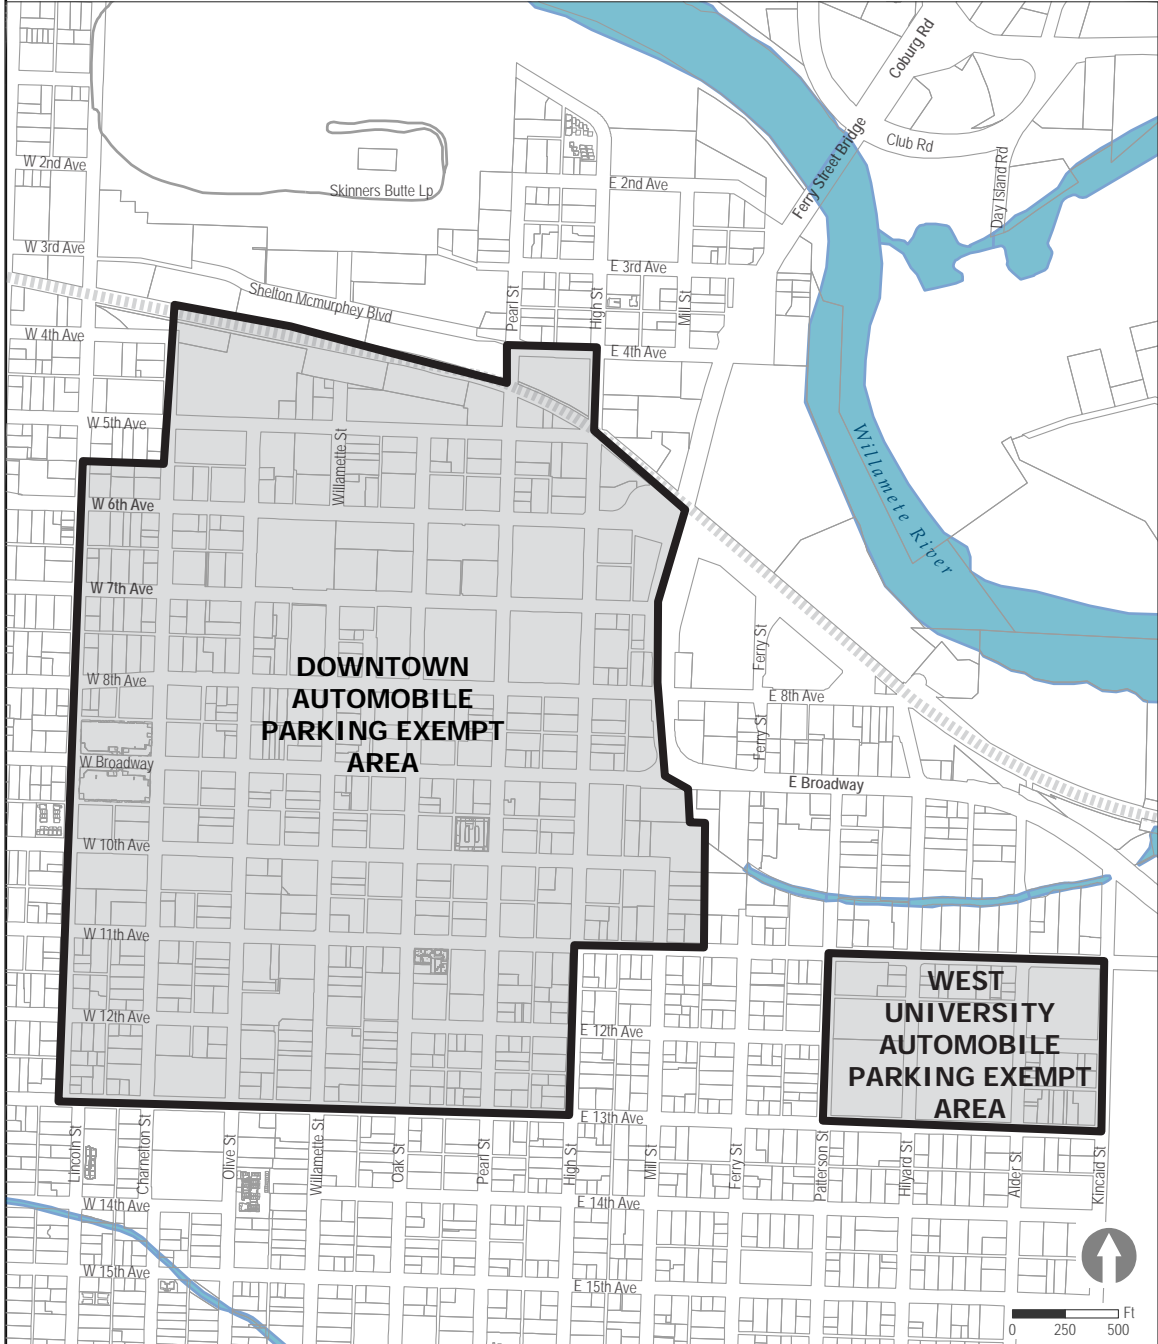 Coburg Rd
Club Rd
Ferry Street Bridge
Day Island Rd
W 2nd Ave
Skinners Butte Lp
E 2nd Ave
W 3rd Ave
E 3rd Ave
Shelton Mcmurphey Blvd
Pearl St
High St
Mill St
W 4th Ave
E 4th Ave
W 5th Ave
Willamette St
Willamete River
W 6th Ave
W 7th Ave
Ferry St
DOWNTOWN
AUTOMOBILE
PARKING EXEMPT
AREA
W 8th Ave
E 8th Ave
Ferry St
W Broadway
E Broadway
W 10th Ave
W 11th Ave
WEST
UNIVERSITY
AUTOMOBILE
PARKING EXEMPT
AREA
W 12th Ave
E 12th Ave
E 13th Ave
Lincoln St
Charnelton St
Olive St
Willamette St
Oak St
Pearl St
High St
Mill St
Ferry St
Patterson St
Hilyard St
Alder St
Kincaid St
W 14th Ave
E 14th Ave
W 15th Ave
E 15th Ave
Ft
0 250 500